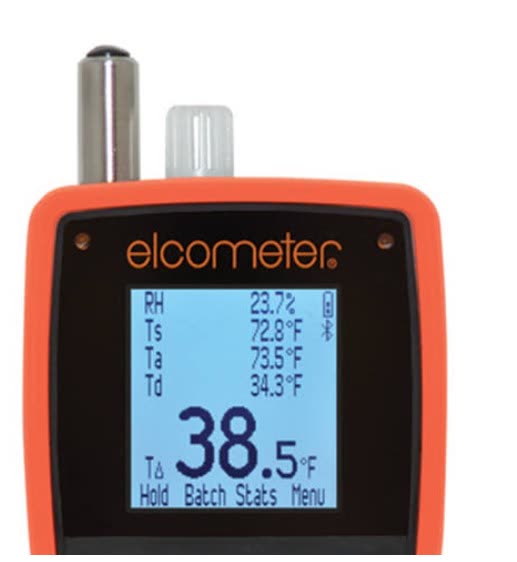 elcometer®
RH 23.7%
Ts 72.8°F
Ta 73.5°F
Td 34.3°F
T∆ 38.5°F
Hold Batch Stats Menu